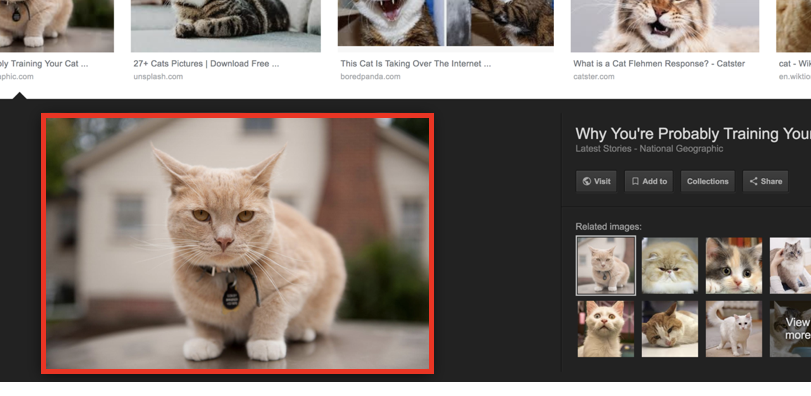 bly Training Your Cat ...
aphic.com
27+ Cats Pictures | Download Free ...
unsplash.com
This Cat Is Taking Over The Internet ...
boredpanda.com
What is a Cat Flehmen Response? - Catster
catster.com
cat - Wik
en.wiktio
Why You're Probably Training Your
Latest Stories - National Geographic
Visit
Add to
Collections
Share
Related images:
View
more